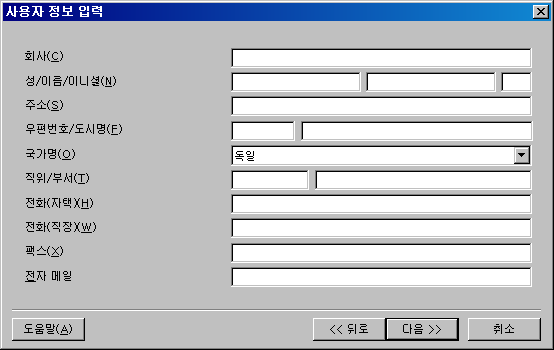 사용자 정보 입력
회사(C)
성/이음/이니셜(N)
주소(S)
우편번호/도시명(F)
국가명(O) 독일
직위/부서(T)
전화(자택)(H)
전화(직장)(W)
팩스(X)
전자 메일
도움말(A) << 뒤로 다음 >> 취소